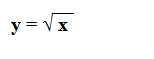 y = √x